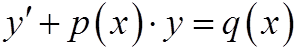 y′ + p(x) · y = q(x)